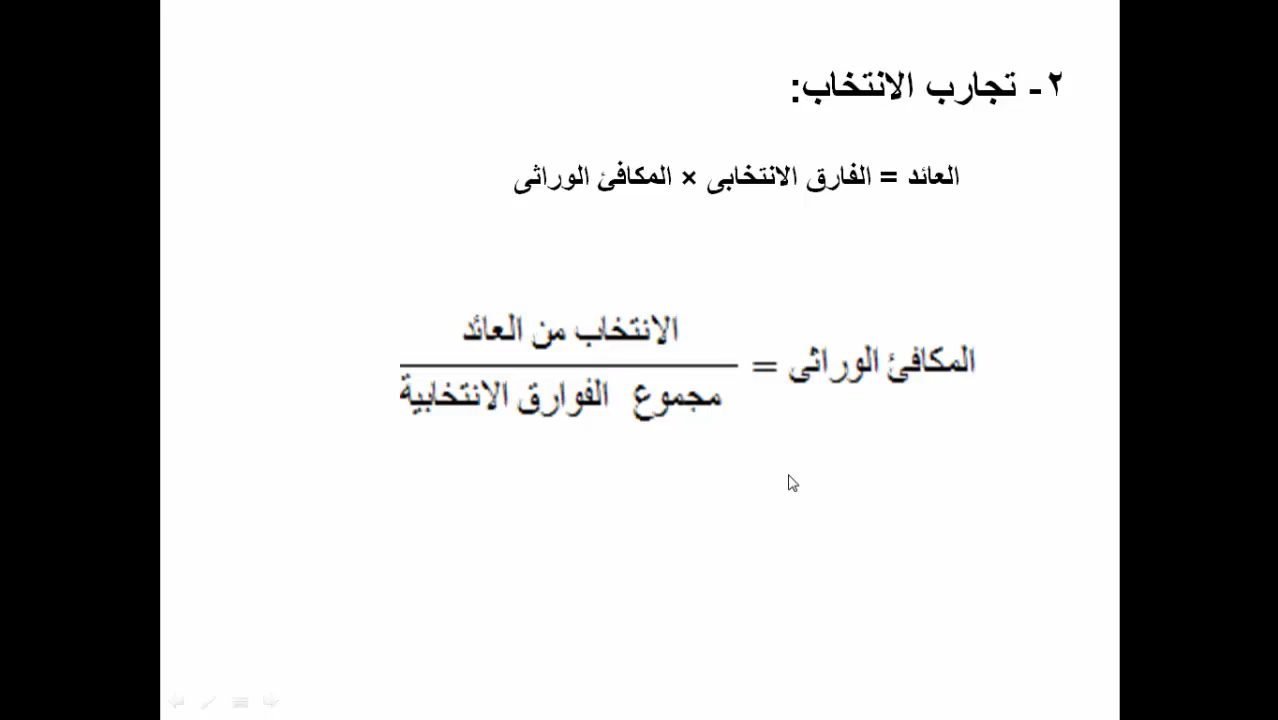 ٢- تجارب الانتخاب:
العائد = الفارق الانتخابى × المكافئ الوراثى
الانتخاب من العائد
المكافئ الوراثى =
مجموع الفوارق الانتخابية